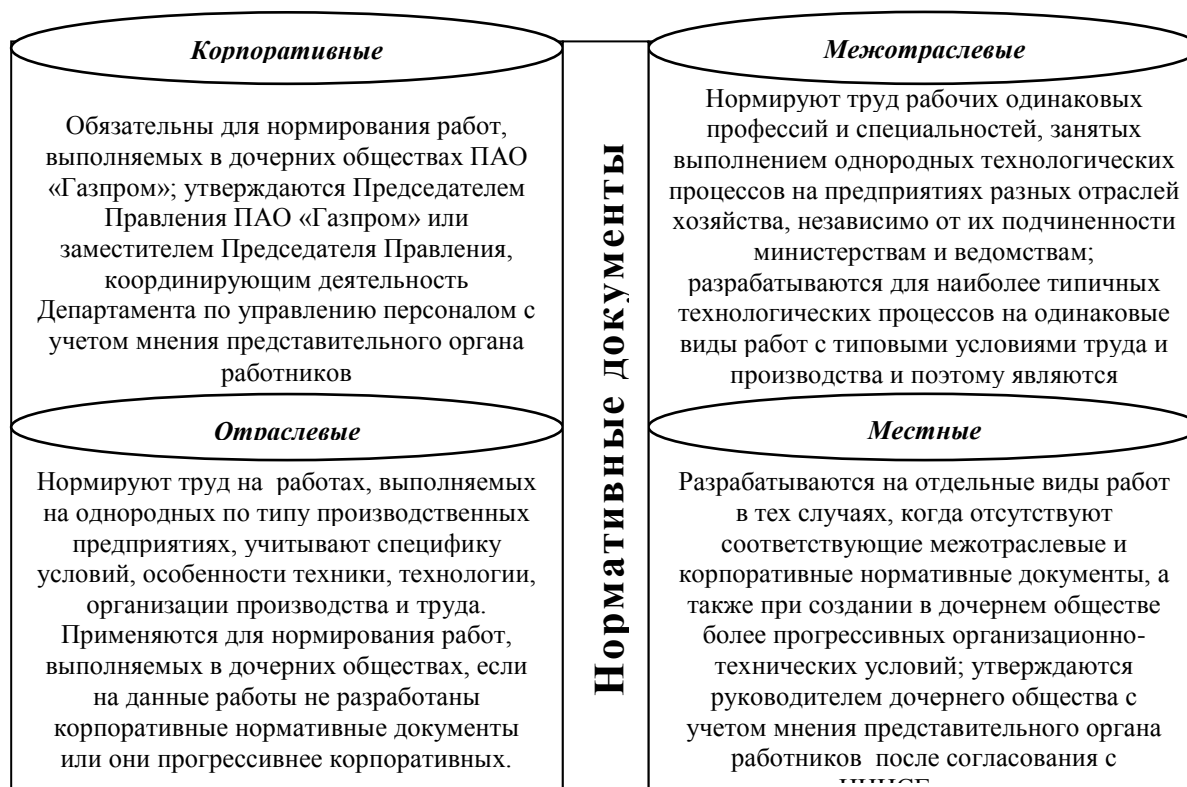 Корпоративные
Обязательны для нормирования работ,
выполняемых в дочерних обществах ПАО
«Газпром»; утверждаются Председателем
Правления ПАО «Газпром» или
заместителем Председателя Правления,
координирующим деятельность
Департамента по управлению персоналом с
учетом мнения представительного органа
работников
Отраслевые
Нормируют труд на работах, выполняемых
на однородных по типу производственных
предприятиях, учитывают специфику
условий, особенности техники, технологии,
организации производства и труда.
Применяются для нормирования работ,
выполняемых в дочерних обществах, если
на данные работы не разработаны
корпоративные нормативные документы
или они прогрессивнее корпоративных.
Нормативные документы
Межотраслевые
Нормируют труд рабочих одинаковых
профессий и специальностей, занятых
выполнением однородных технологических
процессов на предприятиях разных отраслей
хозяйства, независимо от их подчиненности
министерствам и ведомствам;
разрабатываются для наиболее типичных
технологических процессов на одинаковые
виды работ с типовыми условиями труда и
производства и поэтому являются
Местные
Разрабатываются на отдельные виды работ
в тех случаях, когда отсутствуют
соответствующие межотраслевые и
корпоративные нормативные документы, а
также при создании в дочернем обществе
более прогрессивных организационно-
технических условий; утверждаются
руководителем дочернего общества с
учетом мнения представительного органа
работников после согласования с